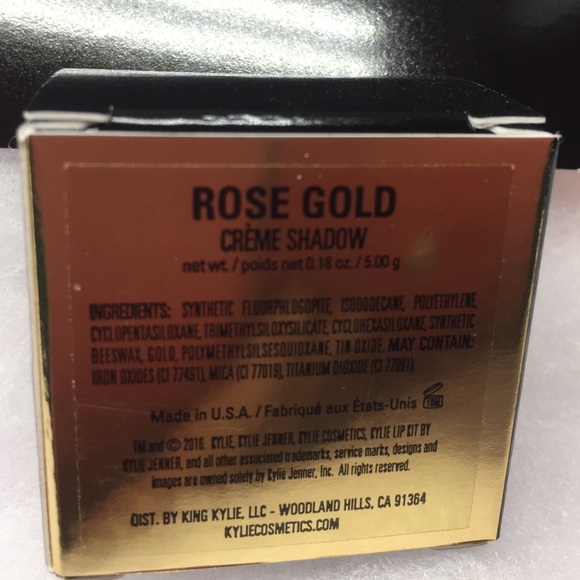 ROSE GOLD
CRÈME SHADOW
net wt. / poids net 0.18 oz. / 5.00 g
INGREDIENTS: SYNTHETIC FLUORPHLOGOPITE, ISODODECANE, POLYETHYLENE,
CYCLOPENTASILOXANE, TRIMETHYLSILOXYSILICATE, CYCLOHEXASILOXANE, SYNTHETIC
BEESWAX, GOLD, POLYMETHYLSILSESQUIOXANE, TIN OXIDE. MAY CONTAIN:
IRON OXIDES (CI 77491), MICA (CI 77019), TITANIUM DIOXIDE (CI 77891).
Made in U.S.A. / Fabriqué aux États-Unis
TM and © 2016. KYLIE, KYLIE JENNER, KYLIE COSMETICS, KYLIE LIP KIT BY
KYLIE JENNER, and all other associated trademarks, service marks, designs and
images are owned solely by Kylie Jenner, Inc. All rights reserved.
DIST. BY KING KYLIE, LLC - WOODLAND HILLS, CA 91364
KYLIECOSMETICS.COM